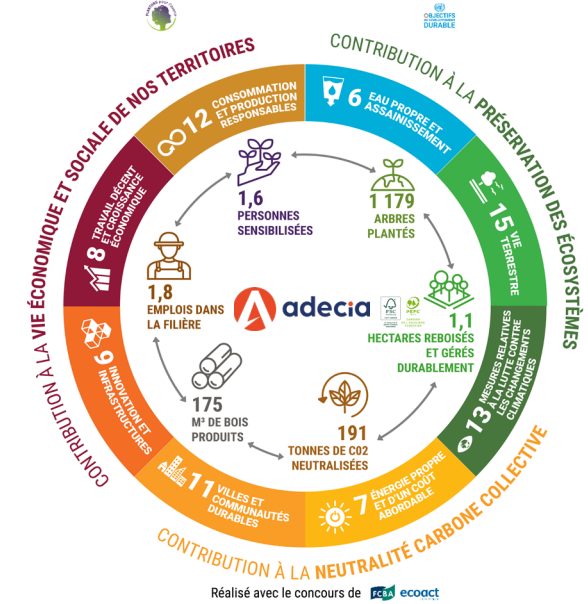 PLANTONS pour l'avenir
OBJECTIFS
DURABLE
CONTRIBUTION À LA VIE ÉCONOMIQUE ET SOCIALE DE NOS TERRITOIRES
CONTRIBUTION À LA PRÉSERVATION DES ÉCOSYSTÈMES
CONTRIBUTION À LA NEUTRALITÉ CARBONE COLLECTIVE
12 CONSOMMATION
ET PRODUCTION
RESPONSABLES
6 EAU PROPRE ET
ASSAINISSEMENT
15 VIE
TERRESTRE
13 MESURES RELATIVES
À LA LUTTE CONTRE
LES CHANGEMENTS
CLIMATIQUES
7 ÉNERGIE PROPRE
ET D'UN COÛT
ABORDABLE
11 VILLES ET
COMMUNAUTÉS
DURABLES
9 INNOVATION ET
INFRASTRUCTURES
8 TRAVAIL DÉCENT
ET CROISSANCE
ÉCONOMIQUE
1,6
PERSONNES
SENSIBILISÉES
1 179
ARBRES
PLANTÉS
1,8
EMPLOIS DANS
LA FILIÈRE
adecia
FSC
PEFC
1,1
HECTARES REBOISÉS
ET GÉRÉS
DURABLEMENT
175
M³ DE BOIS
PRODUITS
191
TONNES DE C02
NEUTRALISÉES
Réalisé avec le concours de FCBA ecoact